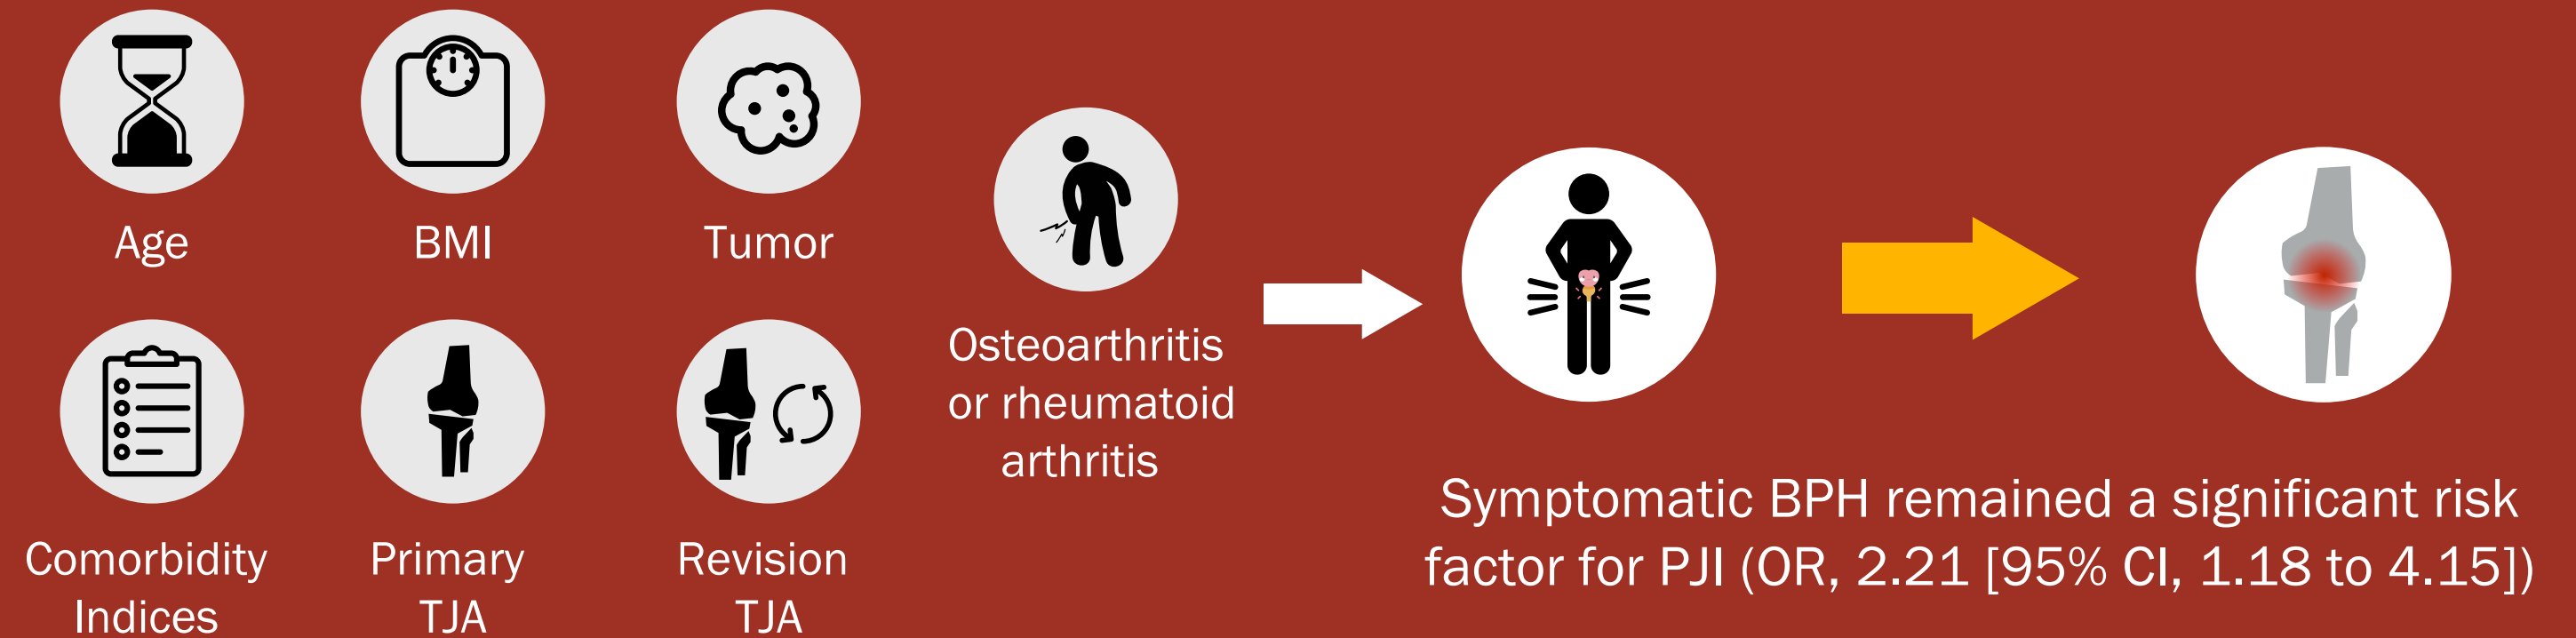 Age
BMI
Tumor
Comorbidity
Indices
Primary
TJA
Revision
TJA
Osteoarthritis
or rheumatoid
arthritis
Symptomatic BPH remained a significant risk
factor for PJI (OR, 2.21 [95% CI, 1.18 to 4.15])